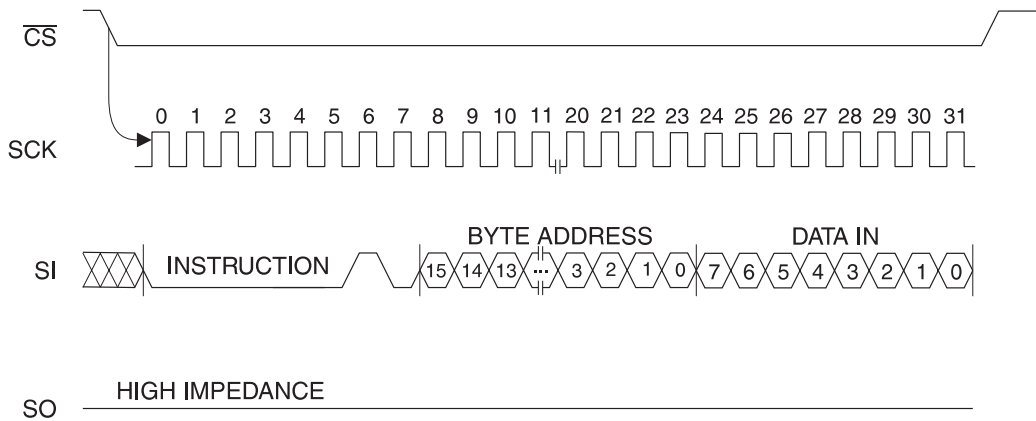 CS
0 1 2 3 4 5 6 7 8 9 10 11 20 21 22 23 24 25 26 27 28 29 30 31
SCK
BYTE ADDRESS DATA IN
SI INSTRUCTION 15 14 13 ... 3 2 1 0 7 6 5 4 3 2 1 0
HIGH IMPEDANCE
SO